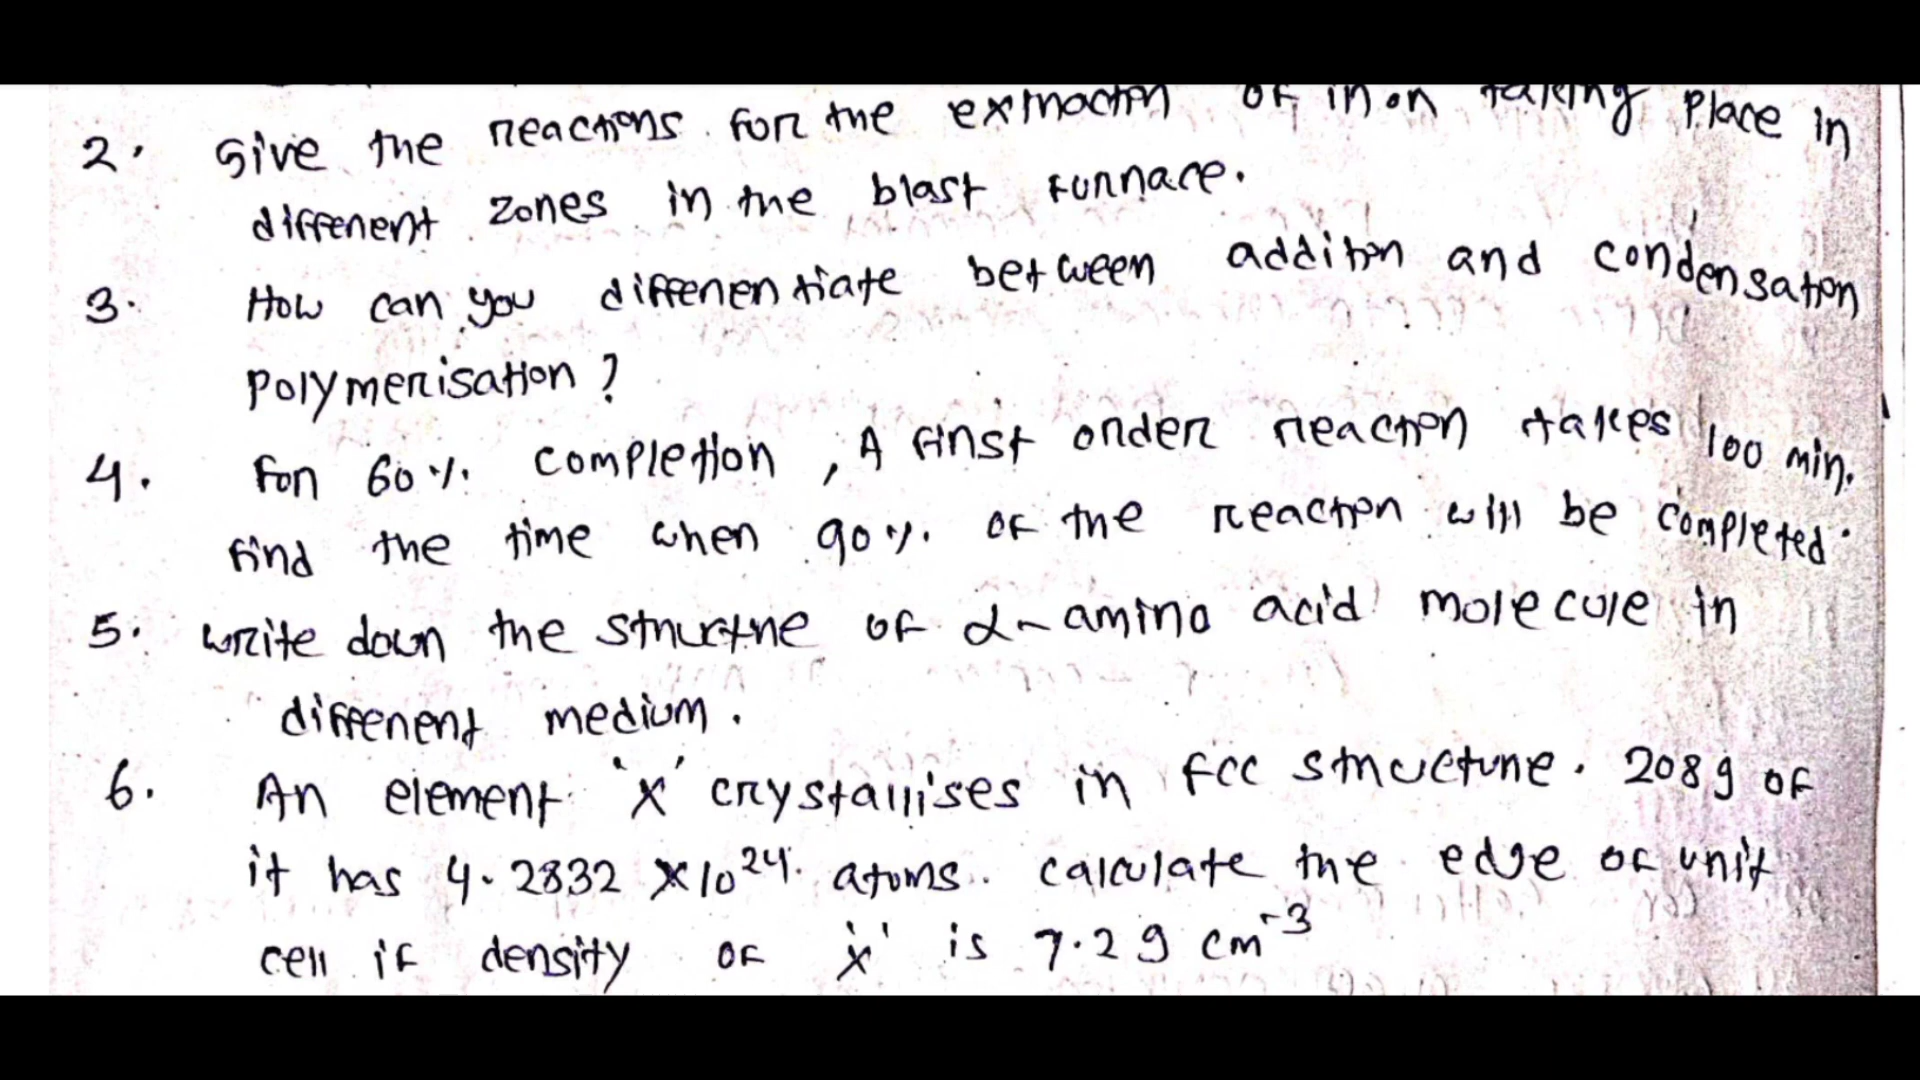 2. Give the reactions for the extraction of iron taking place in
different zones in the blast furnace.
3. How can you differentiate between addition and condensation
polymerisation ?
4. For 60 %. completion , A first order reaction takes 100 min.
find the time when 90 %. of the reaction will be completed.
5. write down the structure of α-amino acid molecule in
different medium.
6. An element 'x' crystallises in fcc structure. 208 g of
it has 4.2832 × 10²⁴ atoms. calculate the edge of unit
cell if density of 'x' is 7.2 g cm⁻³